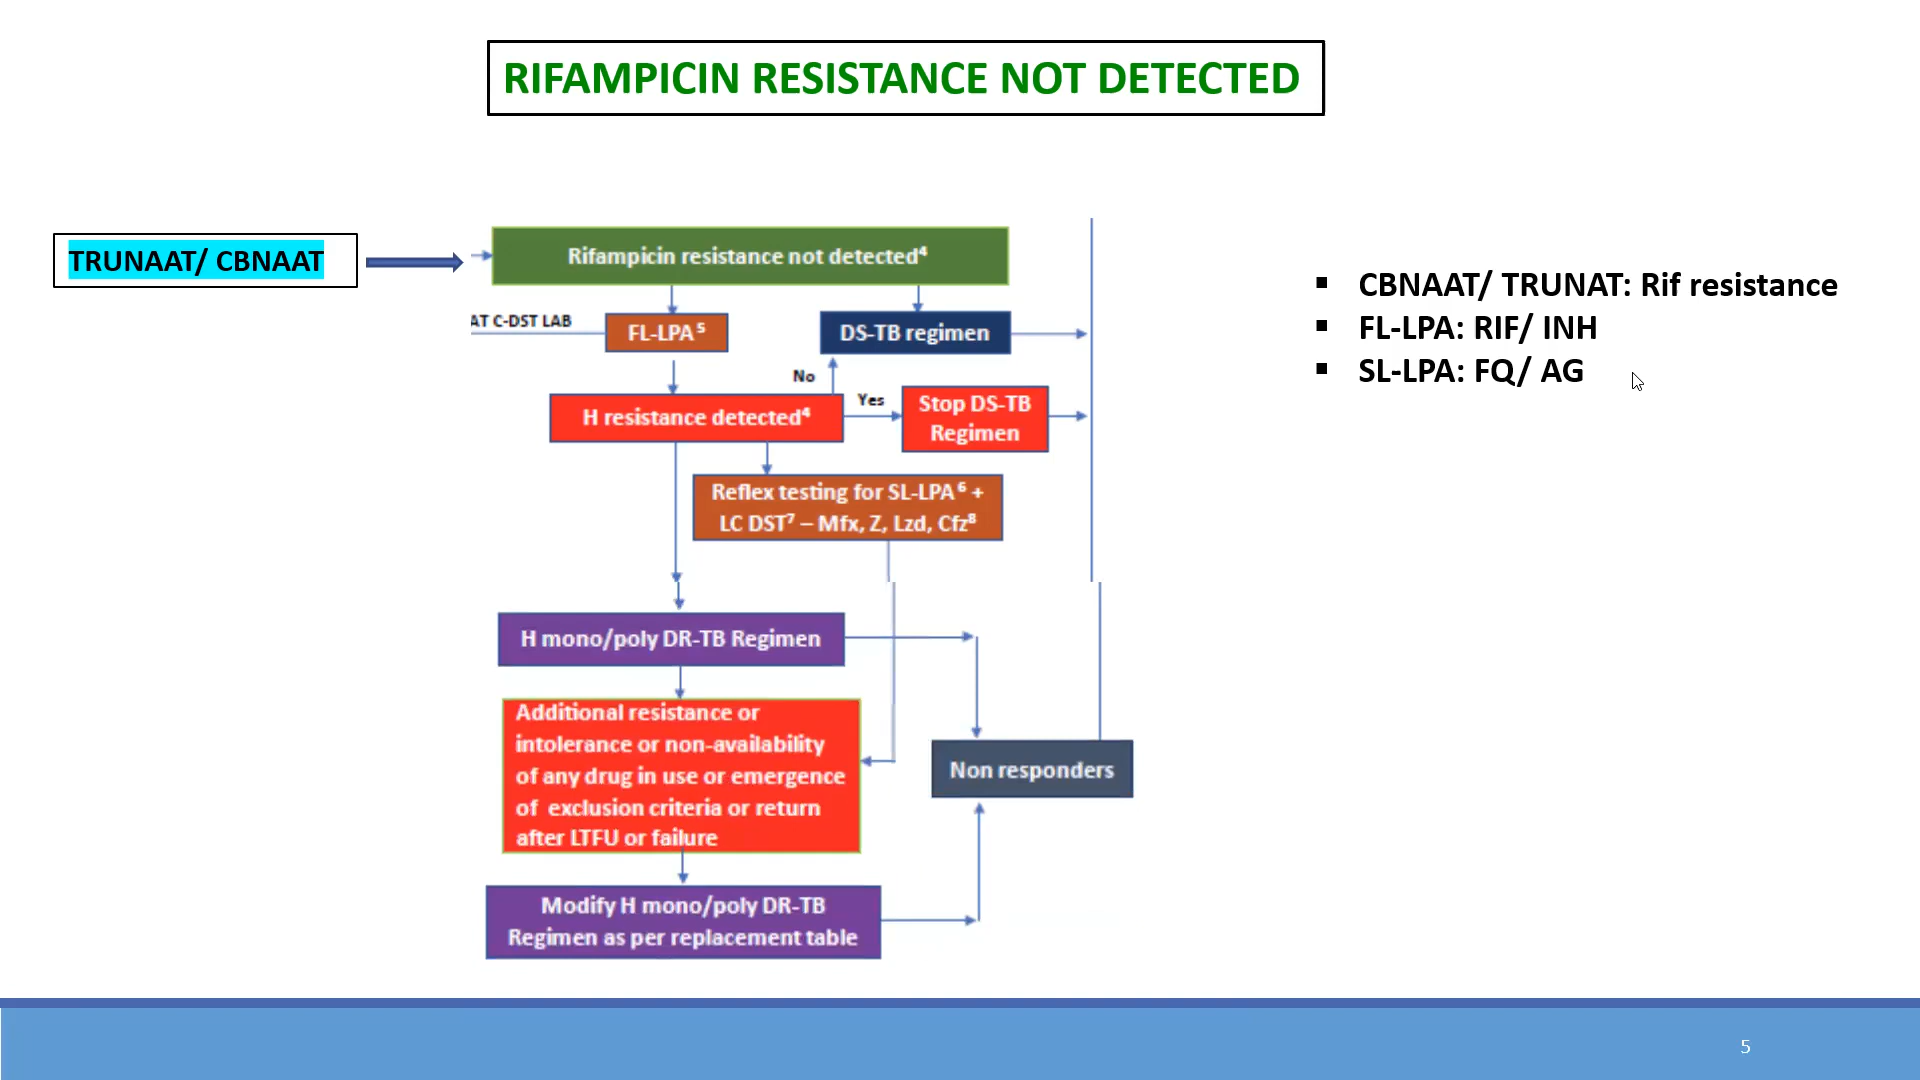 RIFAMPICIN RESISTANCE NOT DETECTED
TRUNAAT/ CBNAAT
Rifampicin resistance not detected⁴
AT C-DST LAB
FL-LPA⁵
DS-TB regimen
No
H resistance detected⁴
Yes
Stop DS-TB
Regimen
Reflex testing for SL-LPA⁶ +
LC DST⁷ – Mfx, Z, Lzd, Cfz⁸
H mono/poly DR-TB Regimen
Additional resistance or
intolerance or non-availability
of any drug in use or emergence
of exclusion criteria or return
after LTFU or failure
Non responders
Modify H mono/poly DR-TB
Regimen as per replacement table
▪ CBNAAT/ TRUNAT: Rif resistance
▪ FL-LPA: RIF/ INH
▪ SL-LPA: FQ/ AG
5